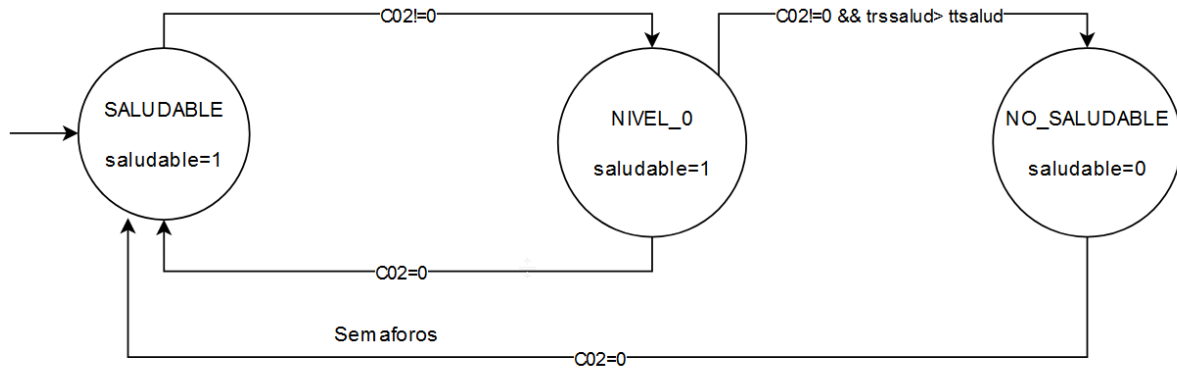 C02!=0
C02!=0 && trssalud> ttsalud
SALUDABLE
saludable=1
NIVEL_0
saludable=1
NO_SALUDABLE
saludable=0
C02=0
Semaforos
C02=0